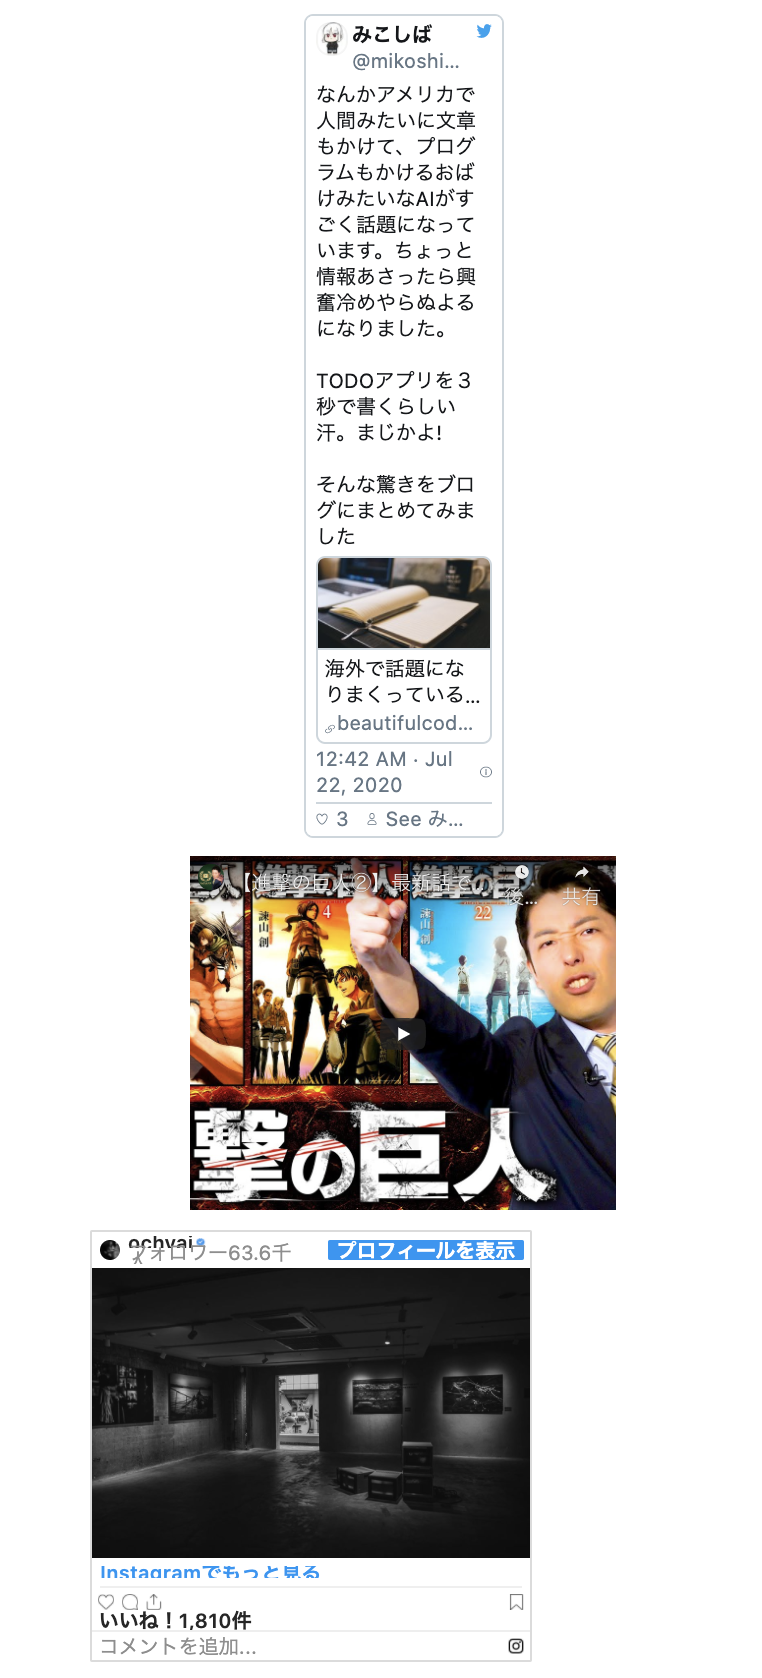 みこしば
@mikoshi...
なんかアメリカで
人間みたいに文章
もかけて、プログ
ラムもかけるおば
けみたいなAIがす
ごく話題になって
います。ちょっと
情報あさったら興
奮冷めやらぬよる
になりました。
TODOアプリを３
秒で書くらしい
汗。まじかよ!
そんな驚きをブロ
グにまとめてみま
した
海外で話題にな
りまくっている...
beautifulcod...
12:42 AM · Jul
22, 2020
3 See み...
【進撃の巨人②】最新話で...
後... 共有
進撃の巨人 進撃の巨人
諫山創 4 諫山創 22
撃の巨人
ochyai
フォロワー63.6千 プロフィールを表示
Instagramでもっと見る
いいね！1,810件
コメントを追加...